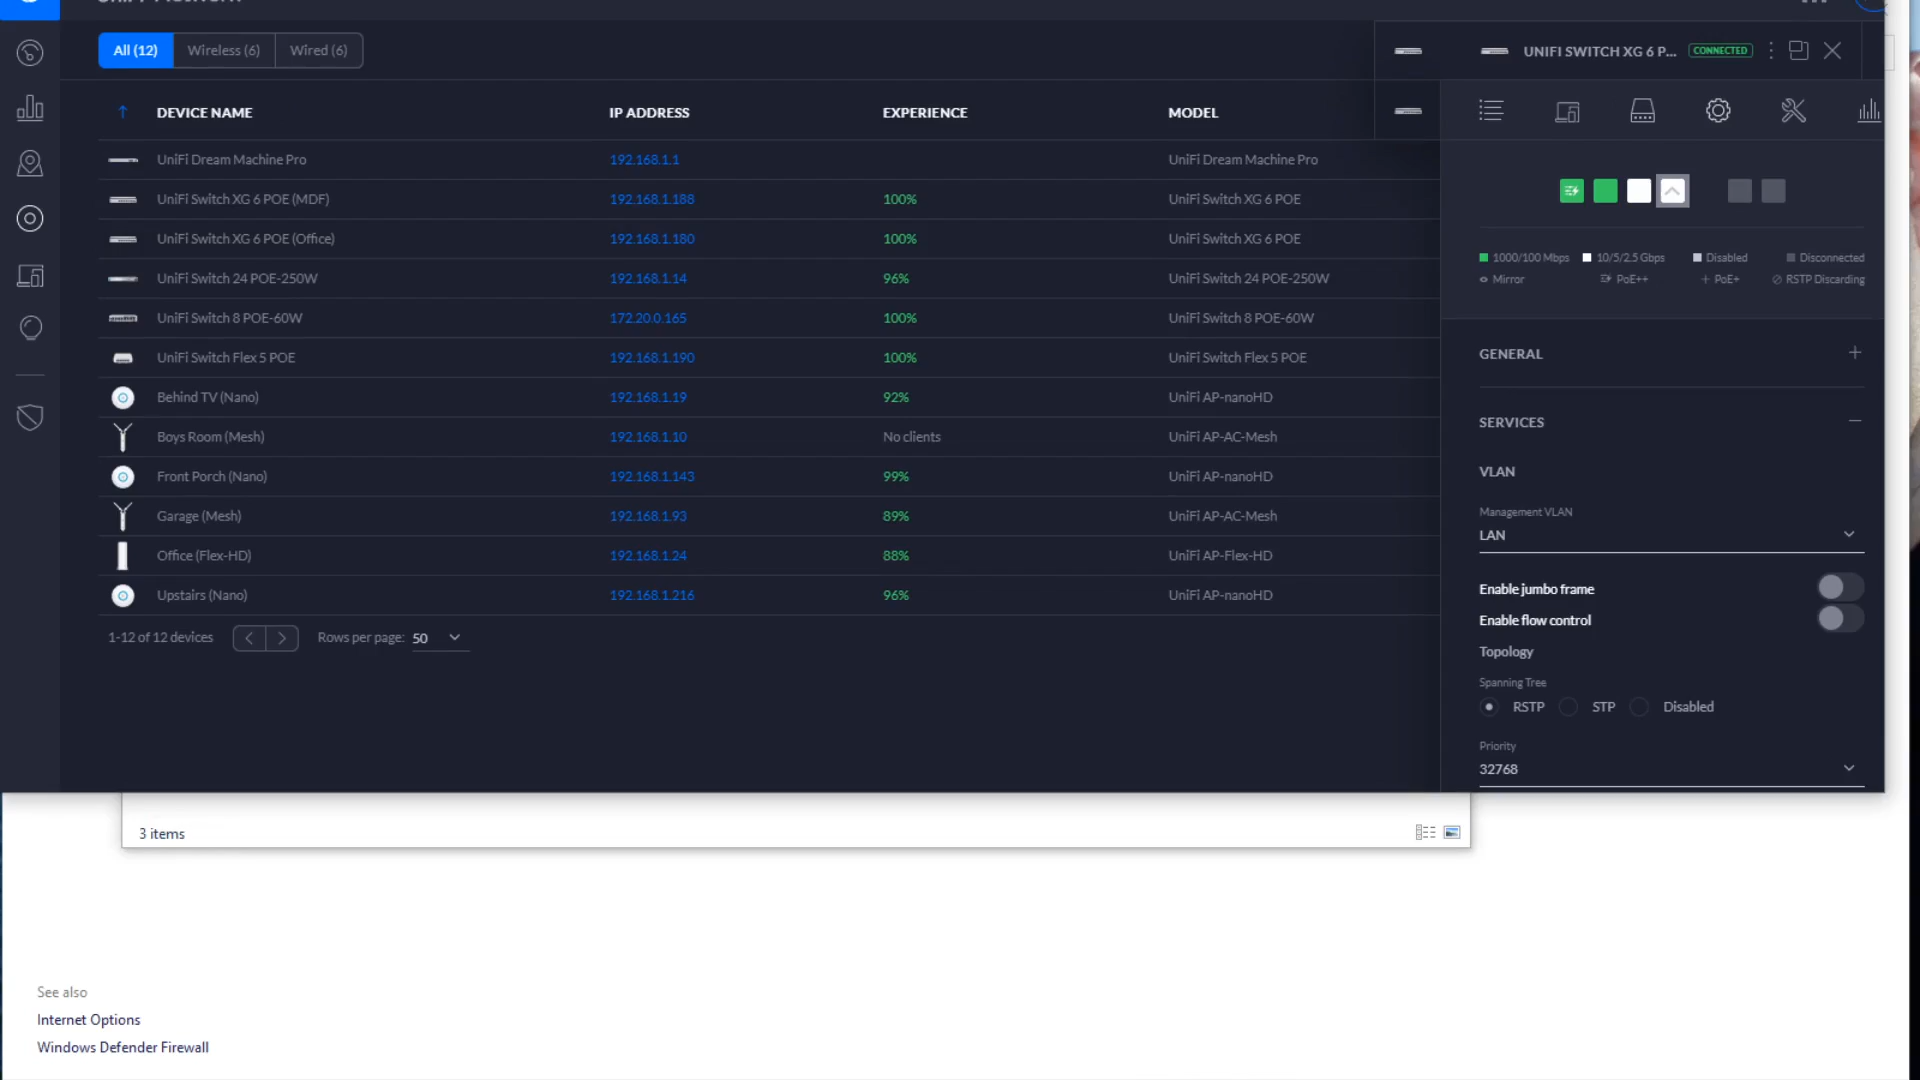 All (12)
Wireless (6)
Wired (6)
UNIFI SWITCH XG 6 P...
CONNECTED
DEVICE NAME
IP ADDRESS
EXPERIENCE
MODEL
UniFi Dream Machine Pro
192.168.1.1
UniFi Dream Machine Pro
UniFi Switch XG 6 POE (MDF)
192.168.1.188
100%
UniFi Switch XG 6 POE
UniFi Switch XG 6 POE (Office)
192.168.1.180
100%
UniFi Switch XG 6 POE
UniFi Switch 24 POE-250W
192.168.1.14
96%
UniFi Switch 24 POE-250W
UniFi Switch 8 POE-60W
172.20.0.165
100%
UniFi Switch 8 POE-60W
UniFi Switch Flex 5 POE
192.168.1.190
100%
UniFi Switch Flex 5 POE
Behind TV (Nano)
192.168.1.19
92%
UniFi AP-nanoHD
Boys Room (Mesh)
192.168.1.10
No clients
UniFi AP-AC-Mesh
Front Porch (Nano)
192.168.1.143
99%
UniFi AP-nanoHD
Garage (Mesh)
192.168.1.93
89%
UniFi AP-AC-Mesh
Office (Flex-HD)
192.168.1.24
88%
UniFi AP-Flex-HD
Upstairs (Nano)
192.168.1.216
96%
UniFi AP-nanoHD
1-12 of 12 devices
Rows per page: 50
1000/100 Mbps
10/5/2.5 Gbps
Disabled
Disconnected
Mirror
PoE++
PoE+
RSTP Discarding
GENERAL
SERVICES
VLAN
Management VLAN
LAN
Enable jumbo frame
Enable flow control
Topology
Spanning Tree
RSTP
STP
Disabled
Priority
32768
3 items
See also
Internet Options
Windows Defender Firewall